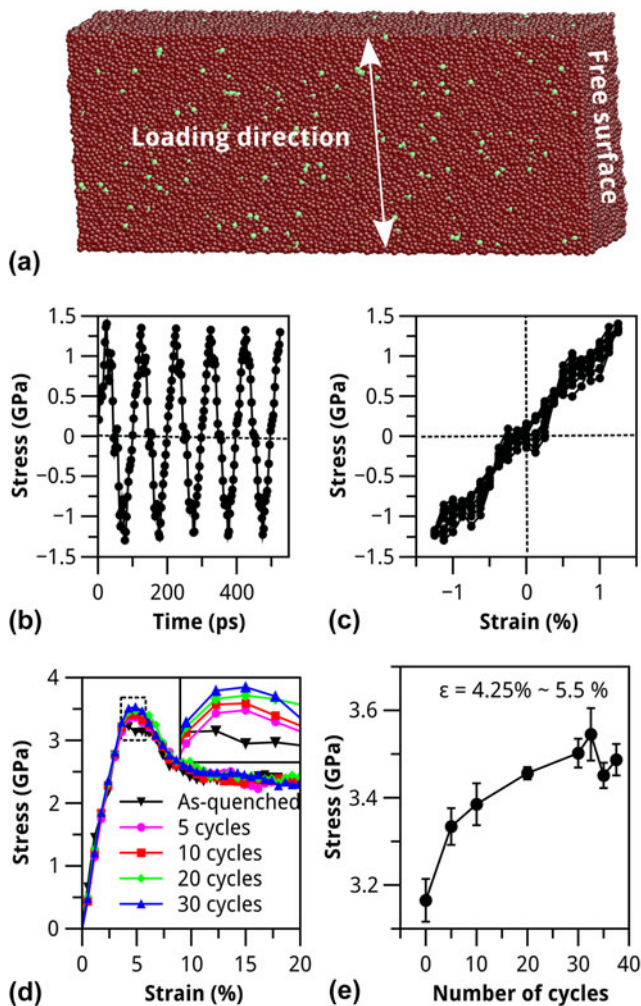 Loading direction
Free surface
(a)
1.5
1
0.5
0
−0.5
−1
−1.5
Stress (GPa)
0
200
400
Time (ps)
(b)
1.5
1
0.5
0
−0.5
−1
−1.5
Stress (GPa)
−1
0
1
Strain (%)
(c)
4
3
2
1
0
Stress (GPa)
As-quenched
5 cycles
10 cycles
20 cycles
30 cycles
0
5
10
15
20
Strain (%)
(d)
ε = 4.25% ~ 5.5 %
3.6
3.4
3.2
Stress (GPa)
0
10
20
30
40
Number of cycles
(e)